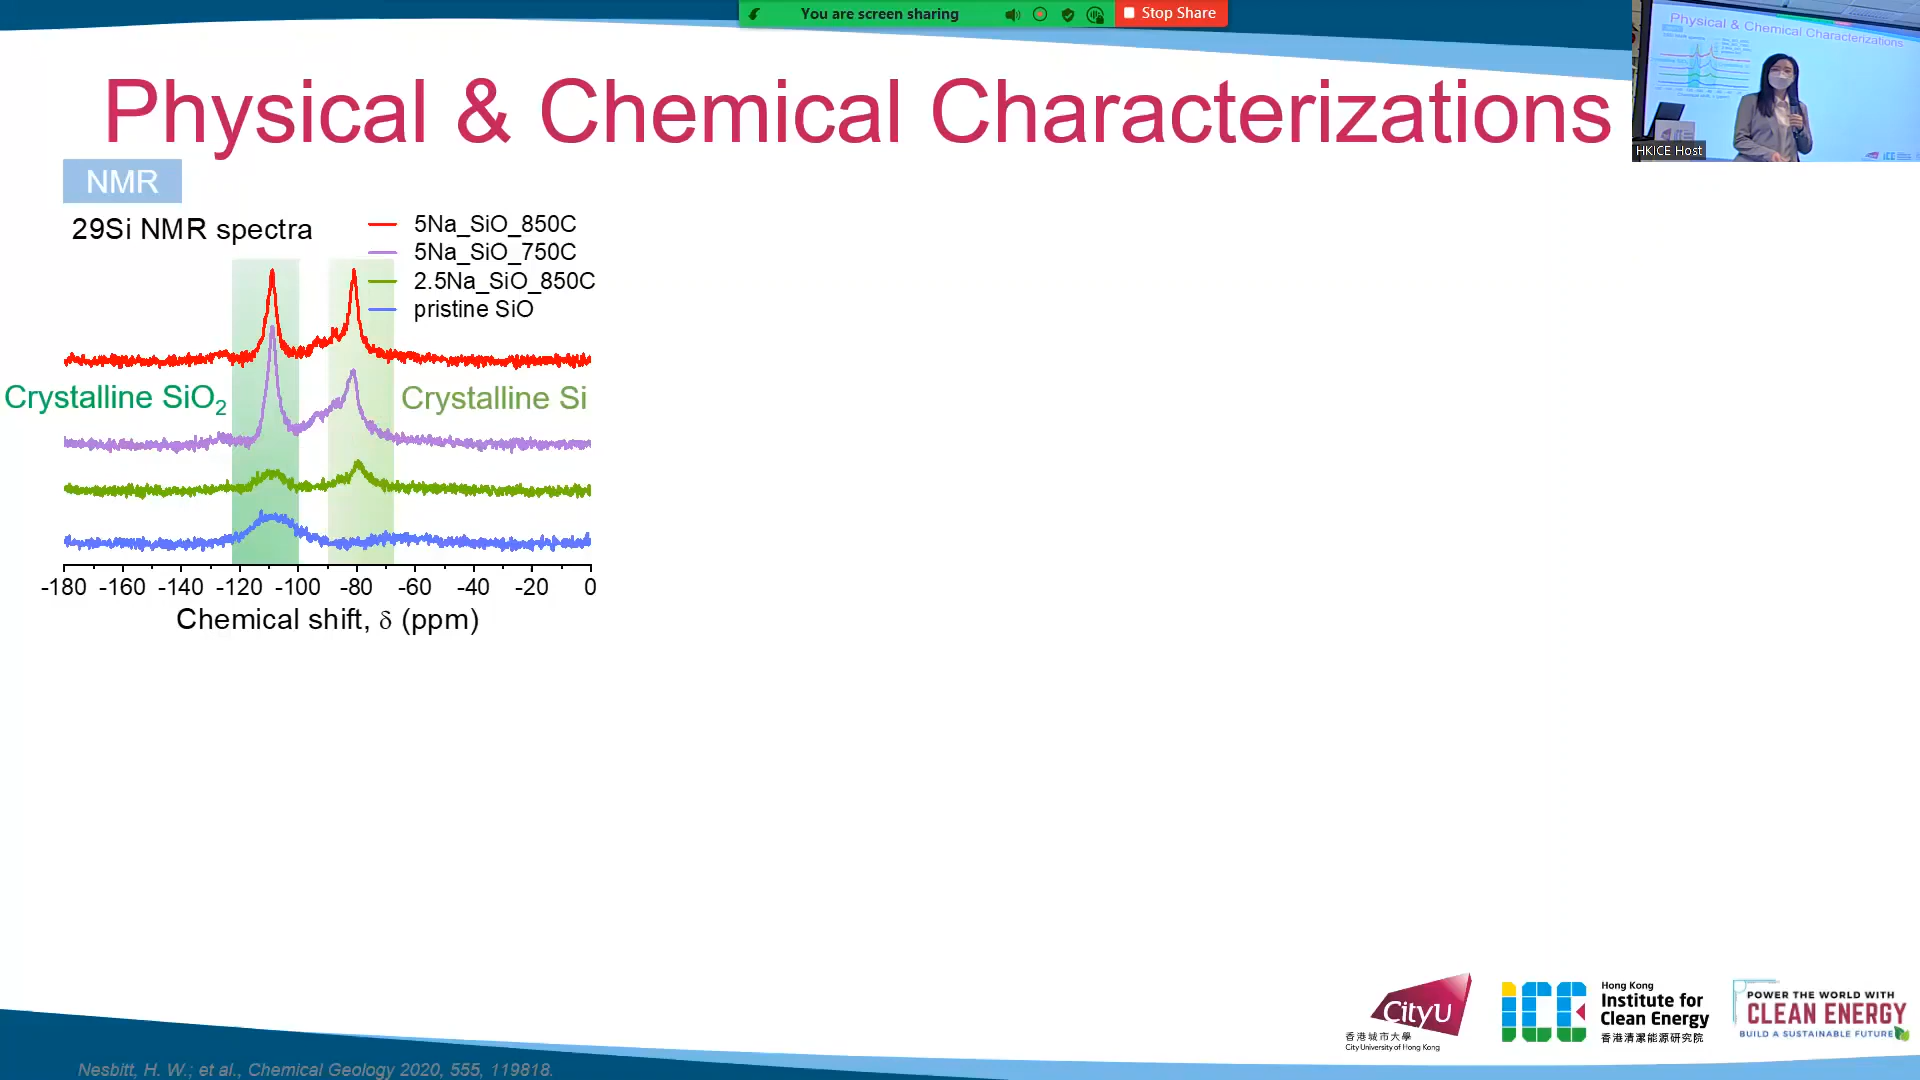 You are screen sharing
Stop Share
Physical & Chemical Characterizations
Physical & Chemical Characterizations
HKICE Host
NMR
29Si NMR spectra
5Na_SiO_850C
5Na_SiO_750C
2.5Na_SiO_850C
pristine SiO
Crystalline SiO2
Crystalline Si
-180 -160 -140 -120 -100 -80 -60 -40 -20 0
Chemical shift, δ (ppm)
CityU
香港城市大學
City University of Hong Kong
ICE
Hong Kong
Institute for
Clean Energy
香港清潔能源研究院
POWER THE WORLD WITH
CLEAN ENERGY
BUILD A SUSTAINABLE FUTURE
Nesbitt, H. W.; et al., Chemical Geology 2020, 555, 119818.